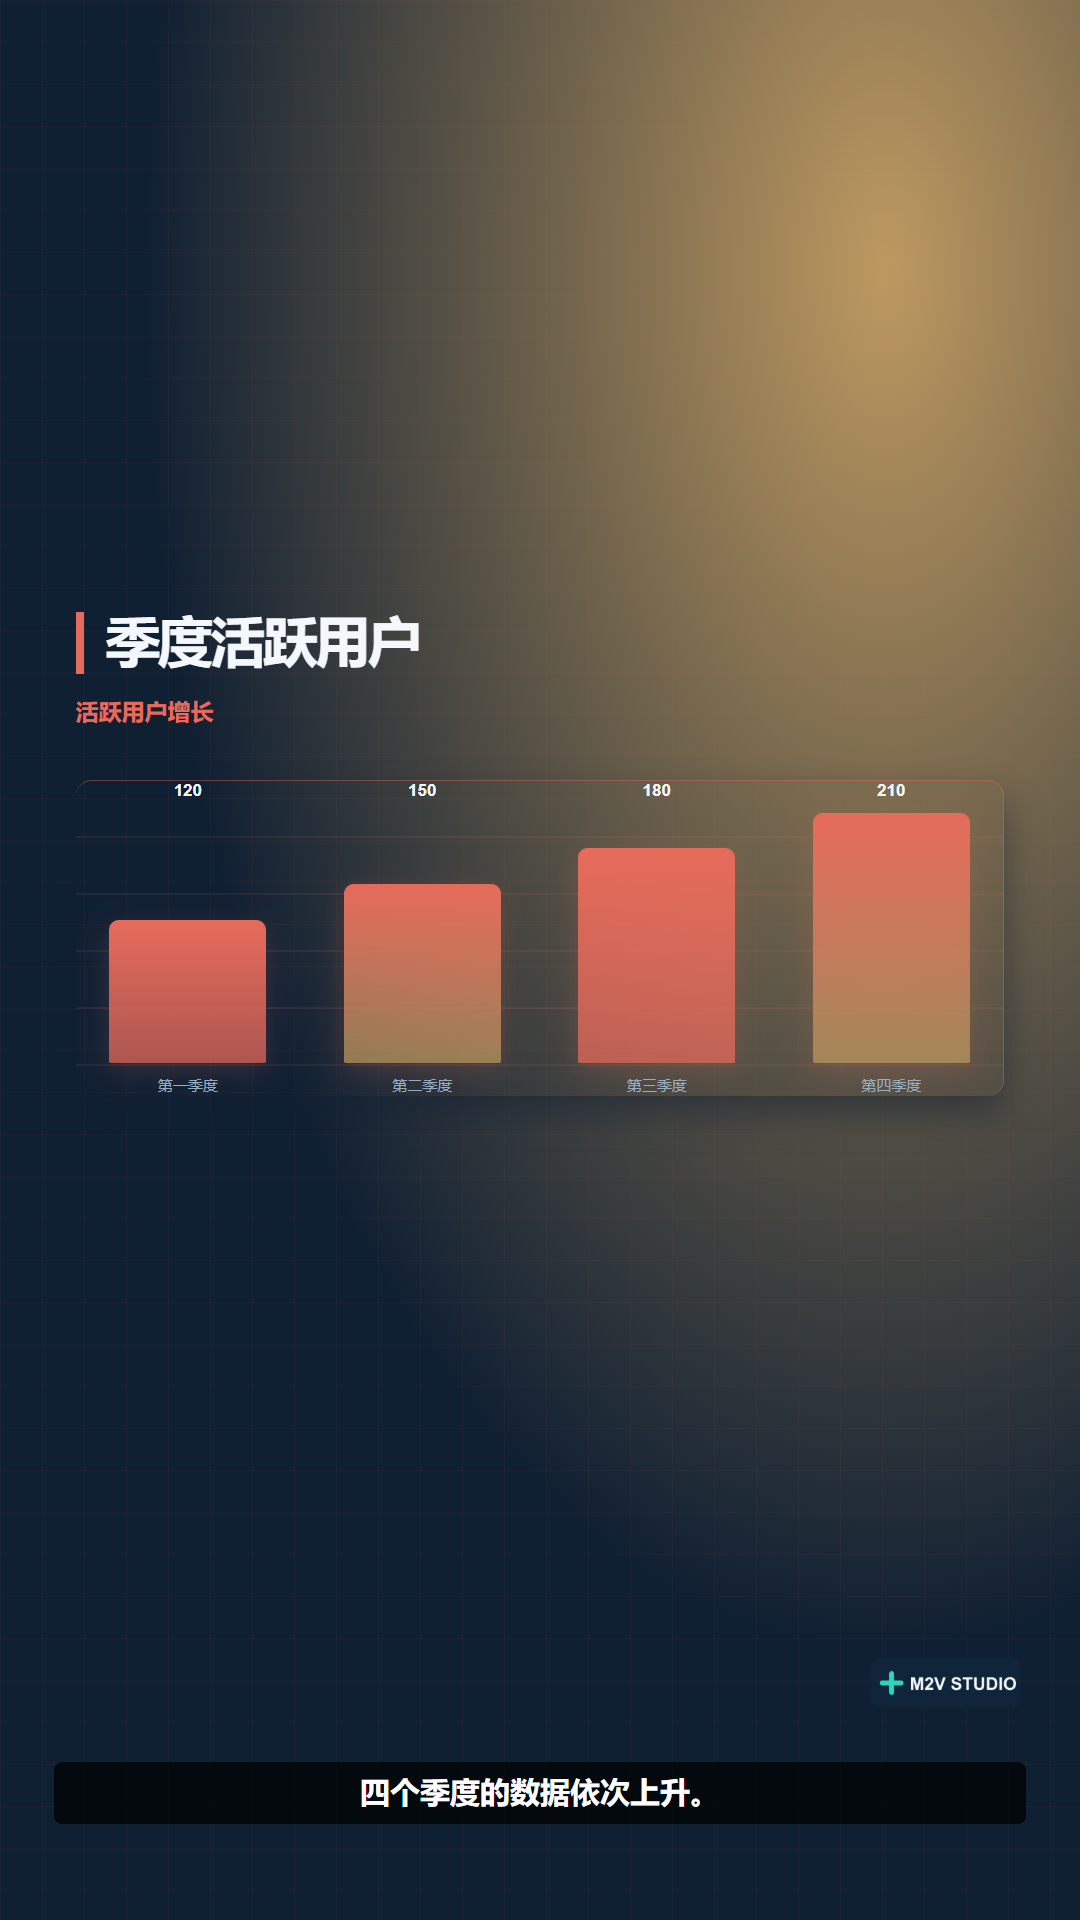 季度活跃用户
活跃用户增长
120 150 180 210
第一季度 第二季度 第三季度 第四季度
M2V STUDIO
四个季度的数据依次上升。